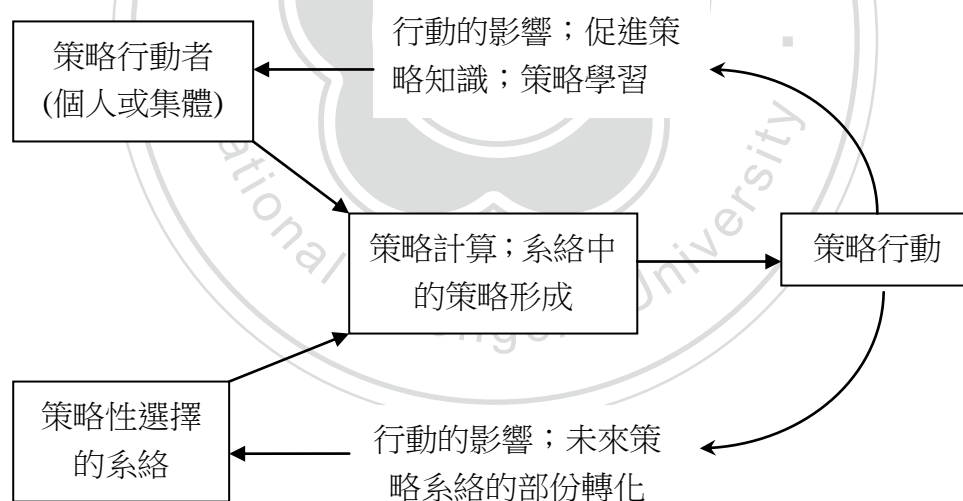 行動的影響；促進策
略知識；策略學習
策略行動者
(個人或集體)
策略計算；系絡中
的策略形成
策略行動
策略性選擇
的系絡
行動的影響；未來策
略系絡的部份轉化
ational
University